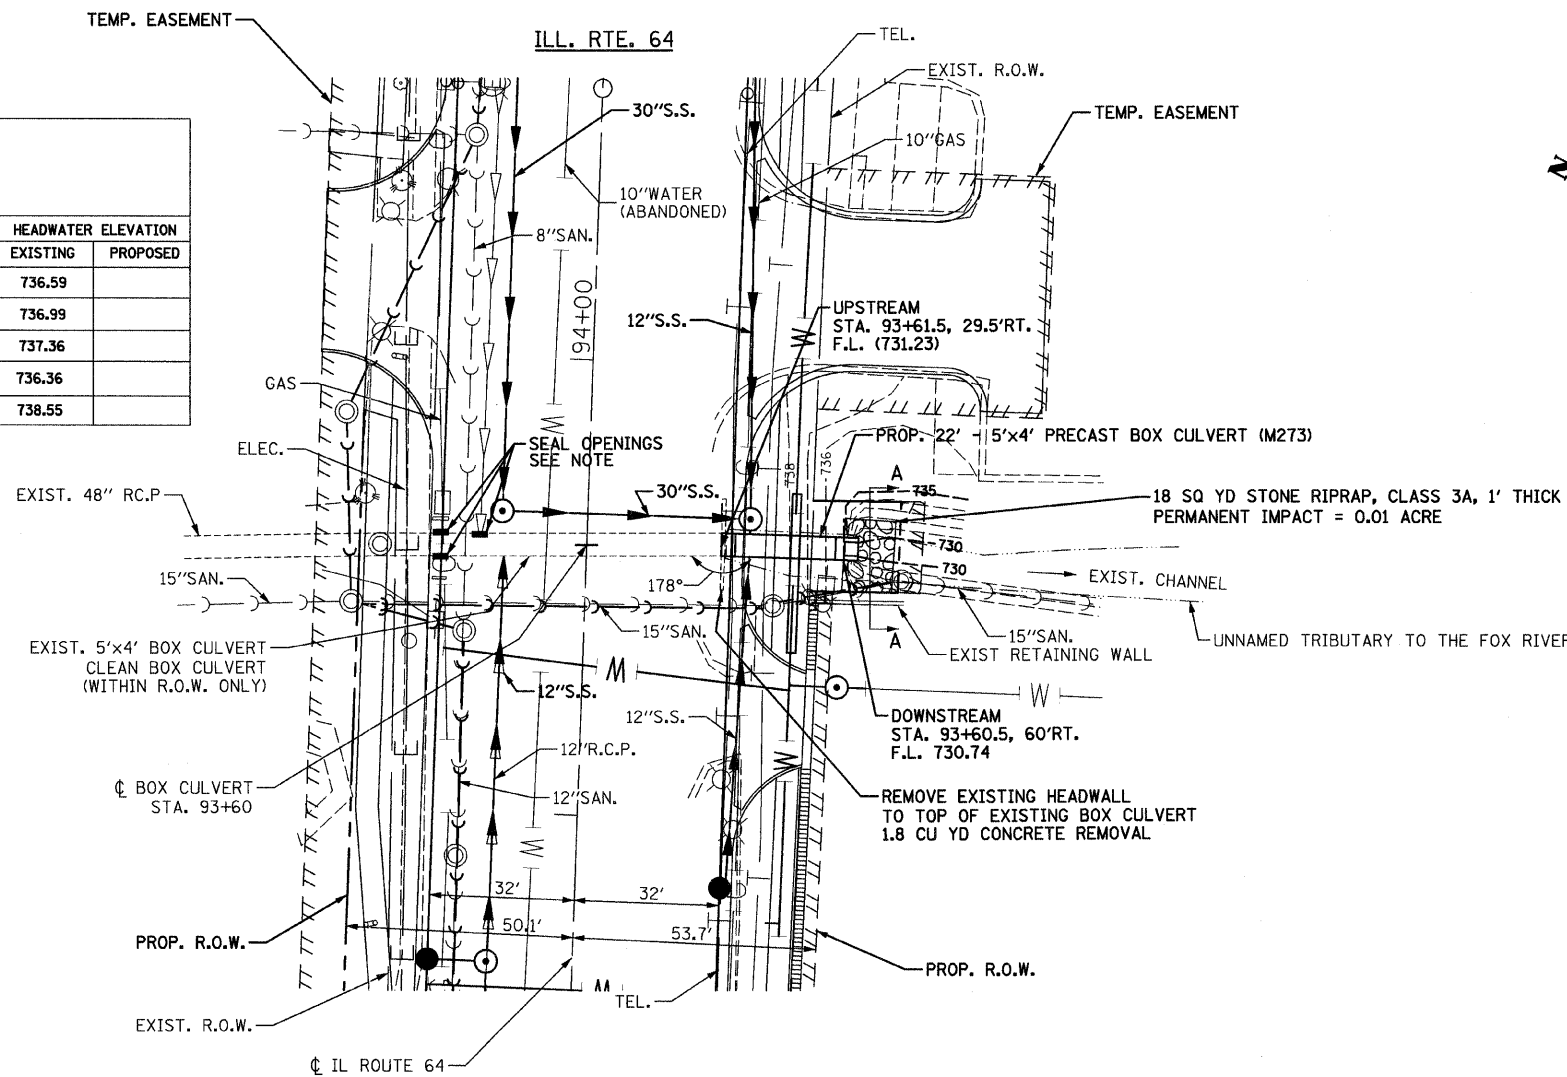 TEMP. EASEMENT
ILL. RTE. 64
TEL.
EXIST. R.O.W.
TEMP. EASEMENT
30"S.S.
10"GAS
N
10"WATER
(ABANDONED)
HEADWATER ELEVATION
EXISTING PROPOSED
736.59
736.99
737.36
736.36
738.55
8"SAN.
94+00
12"S.S.
UPSTREAM
STA. 93+61.5, 29.5'RT.
F.L. (731.23)
W
GAS
W
ELEC.
SEAL OPENINGS
SEE NOTE
PROP. 22' - 5'x4' PRECAST BOX CULVERT (M273)
738
736
A
735
EXIST. 48" RC.P
30"S.S.
18 SQ YD STONE RIPRAP, CLASS 3A, 1' THICK
PERMANENT IMPACT = 0.01 ACRE
730
730
15"SAN.
178°
EXIST. CHANNEL
EXIST. 5'x4' BOX CULVERT
CLEAN BOX CULVERT
(WITHIN R.O.W. ONLY)
15"SAN.
A
15"SAN.
EXIST RETAINING WALL
UNNAMED TRIBUTARY TO THE FOX RIVER
W
W
12"S.S.
12"S.S.
DOWNSTREAM
STA. 93+60.5, 60'RT.
F.L. 730.74
12"R.C.P.
W
℄ BOX CULVERT
STA. 93+60
12"SAN.
REMOVE EXISTING HEADWALL
TO TOP OF EXISTING BOX CULVERT
1.8 CU YD CONCRETE REMOVAL
W
32'
32'
50.1'
53.7'
PROP. R.O.W.
PROP. R.O.W.
W
TEL.
EXIST. R.O.W.
℄ IL ROUTE 64